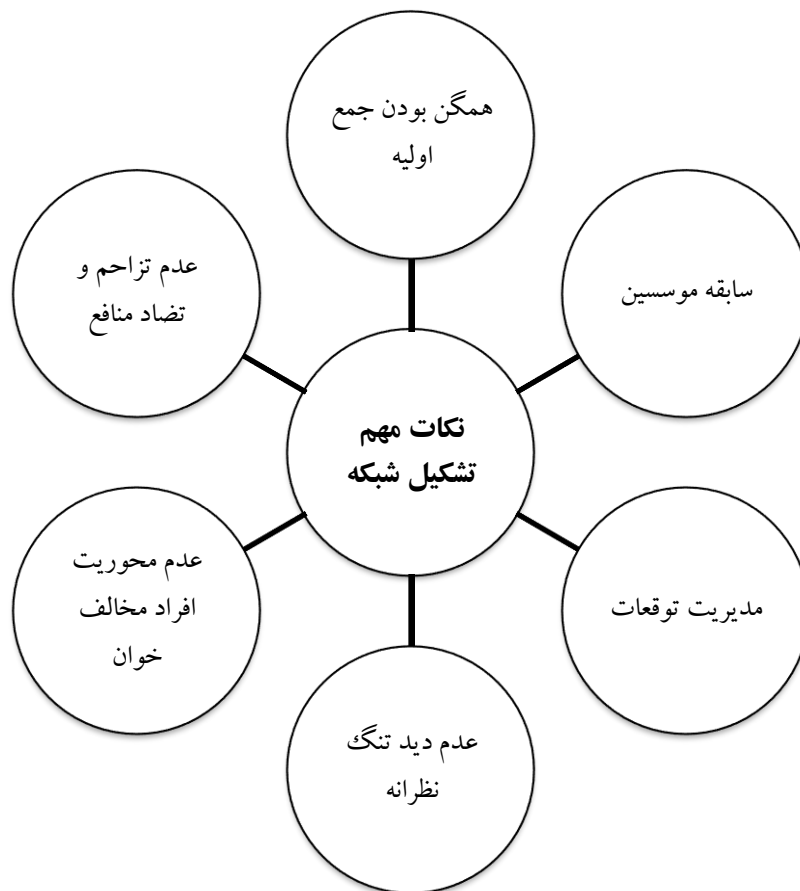 همگن بودن جمع
اولیه
سابقه موسسین
عدم تزاحم و
تضاد منافع
نکات مهم
تشکیل شبکه
مدیریت توقعات
عدم محوریت
افراد مخالف
خوان
عدم دید تنگ
نظرانه